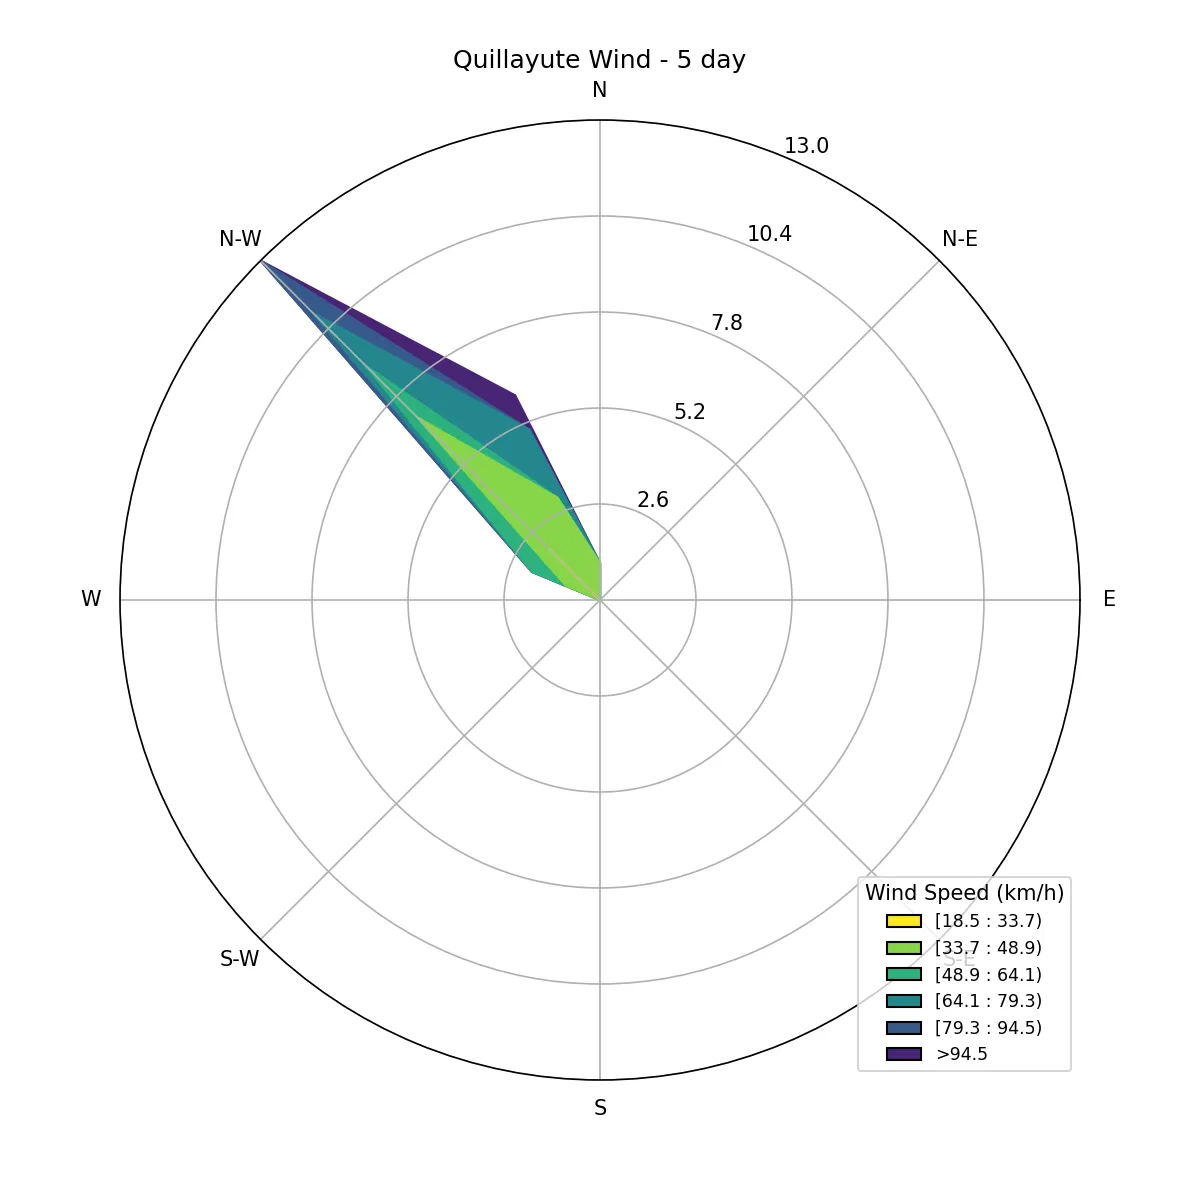 Quillayute Wind - 5 day
N
13.0
N-W
N-E
10.4
7.8
5.2
2.6
W
E
S-W
S-E
Wind Speed (km/h)
[18.5 : 33.7)
[33.7 : 48.9)
[48.9 : 64.1)
[64.1 : 79.3)
[79.3 : 94.5)
>94.5
S